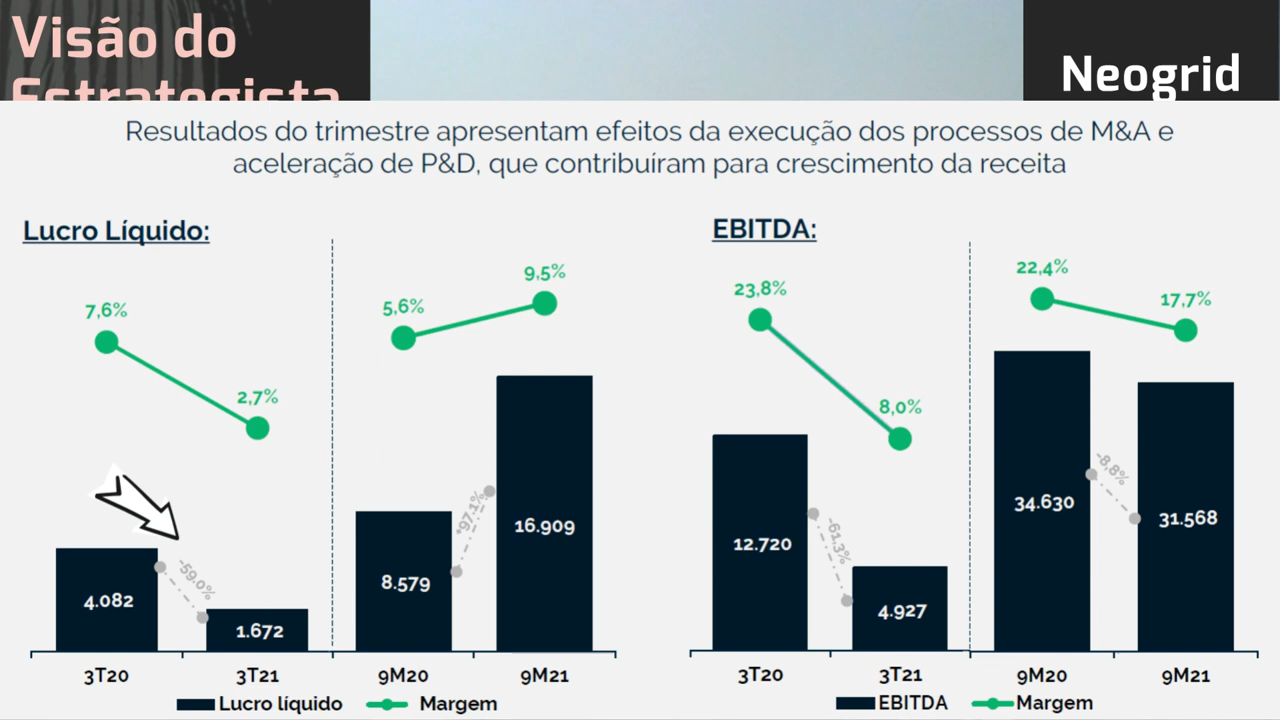 Visão do
Estrategista
Neogrid
Resultados do trimestre apresentam efeitos da execução dos processos de M&A e
aceleração de P&D, que contribuíram para crescimento da receita
Lucro Líquido:
7,6%
2,7%
5,6%
9,5%
-59.0%
+97.1%
4.082
1.672
8.579
16.909
3T20
3T21
9M20
9M21
Lucro líquido
Margem
EBITDA:
23,8%
8,0%
22,4%
17,7%
-61,3%
-8,8%
12.720
4.927
34.630
31.568
3T20
3T21
9M20
9M21
EBITDA
Margem